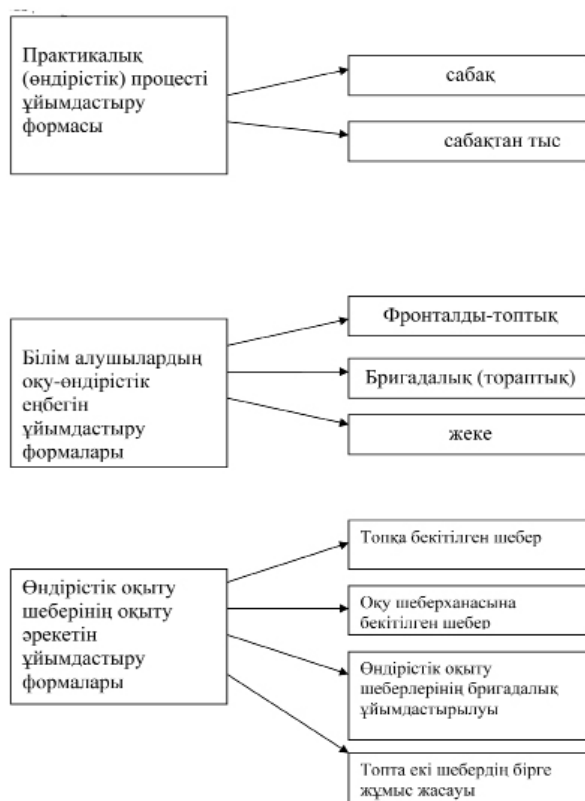 Практикалық
(өндірістік) процесті
ұйымдастыру
формасы
сабақ
сабақтан тыс
Білім алушылардың
оқу-өндірістік
еңбегін
ұйымдастыру
формалары
Фронталды-топтық
Бригадалық (тораптық)
жеке
Өндірістік оқыту
шеберінің оқыту
әрекетін
ұйымдастыру
формалары
Топқа бекітілген шебер
Оқу шеберханасына
бекітілген шебер
Өндірістік оқыту
шеберлерінің бригадалық
ұйымдастырылуы
Топта екі шебердің бірге
жұмыс жасауы